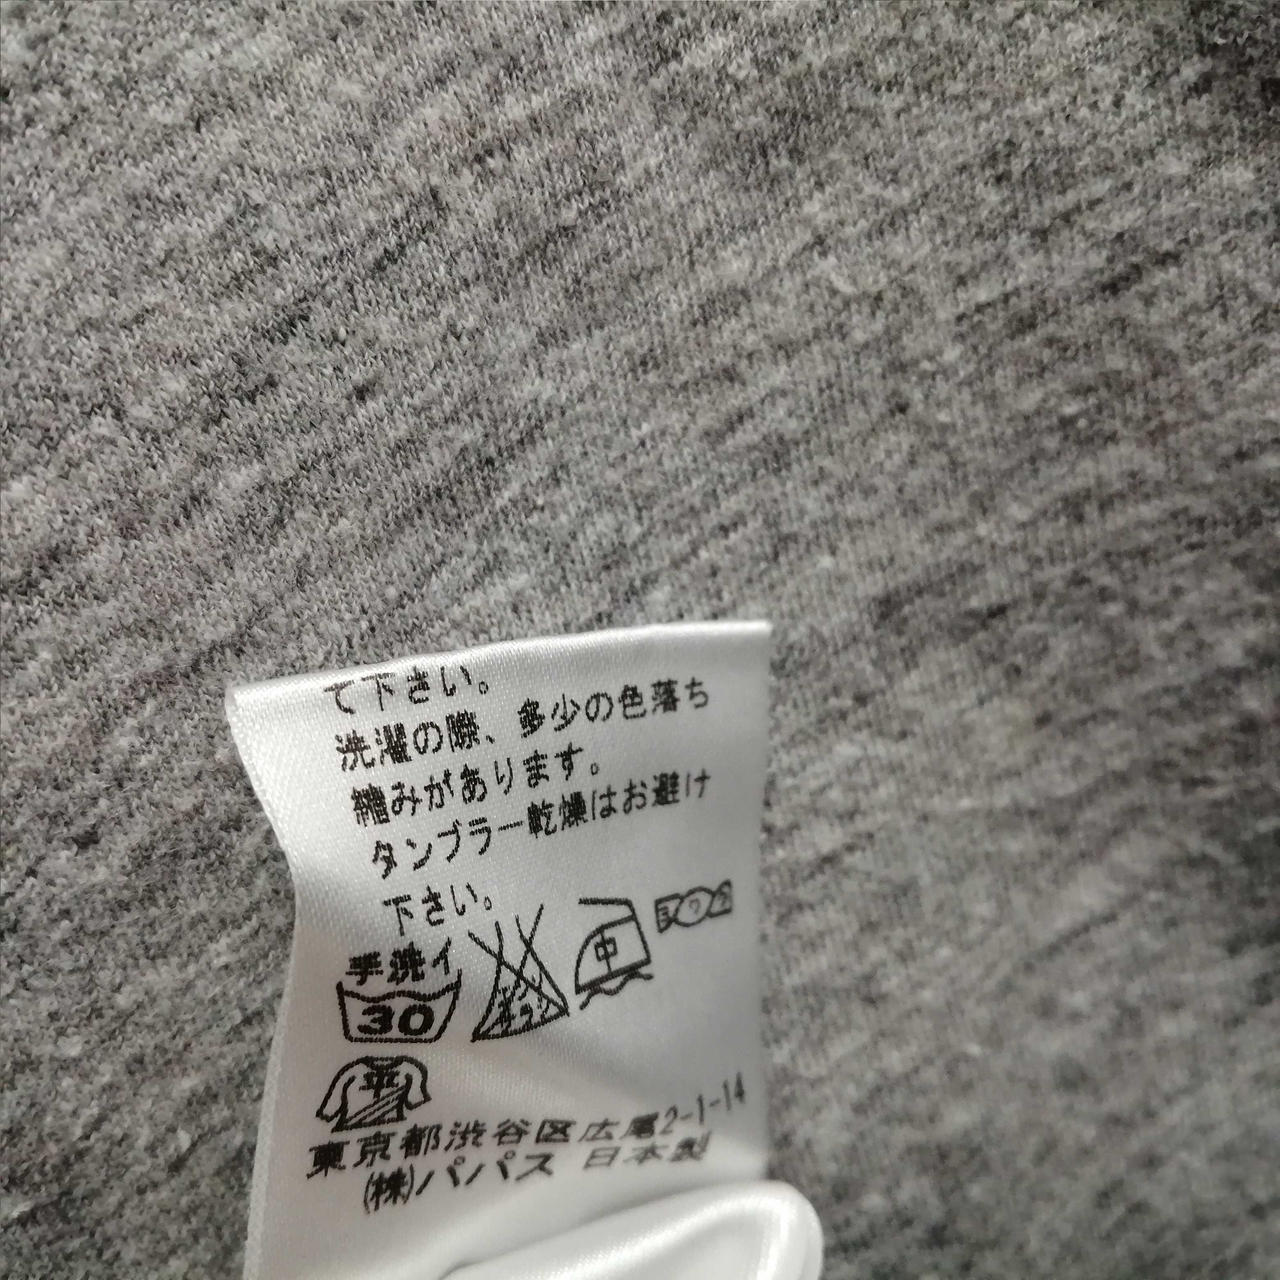 て下さい。
洗濯の際、多少の色落ち
縮みがあります。
タンブラー乾燥はお避け
下さい。
手洗イ
30
中
平
東京都渋谷区広尾2-1-14
(株)パパス 日本製